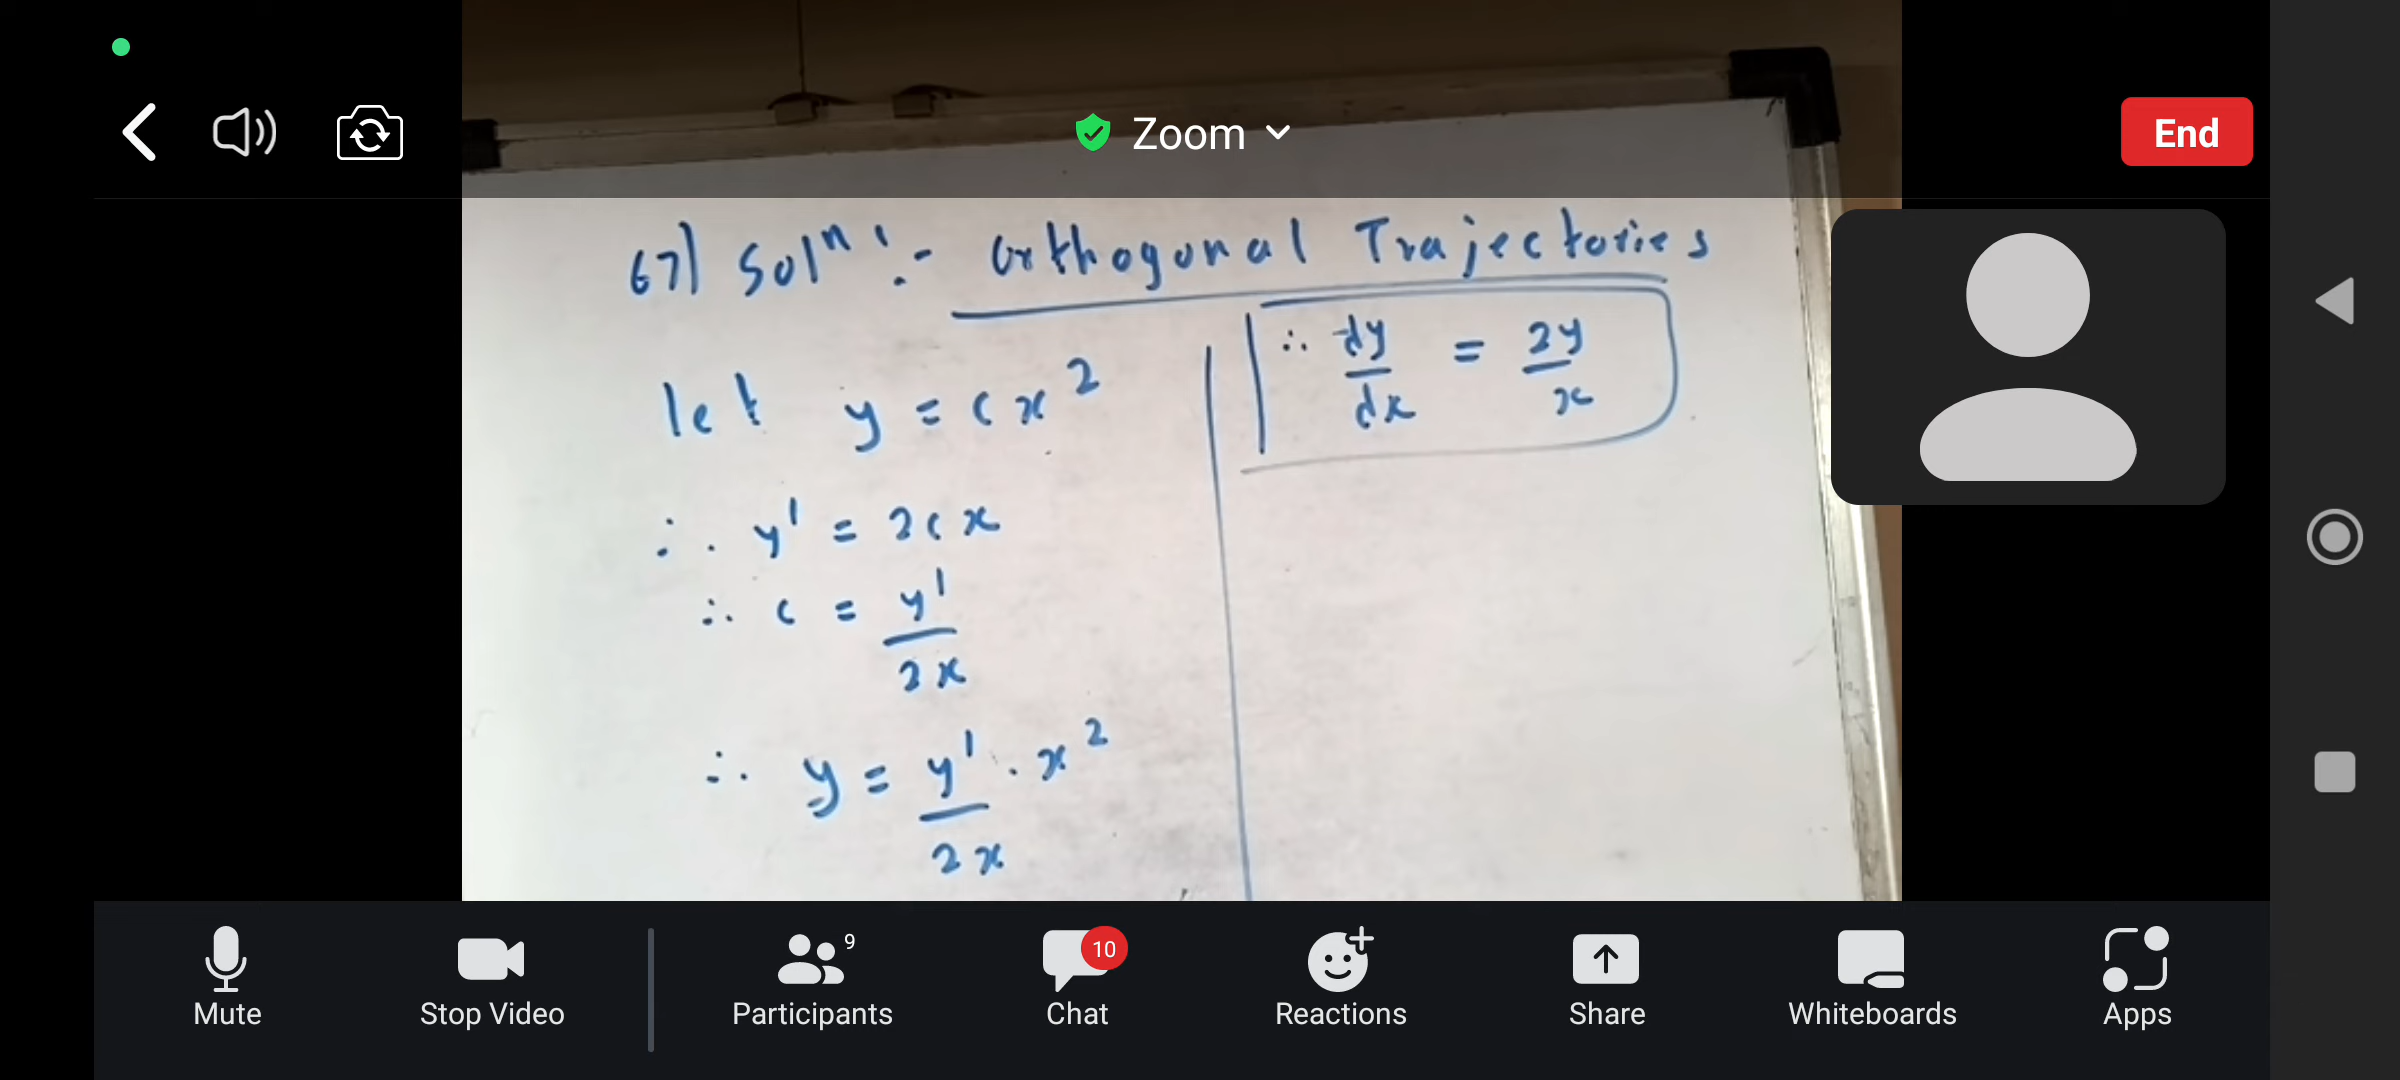 Zoom
End
67) Solⁿ :- Orthogonal Trajectories
let y = cx²
∴ y' = 2cx
∴ c = y'/2x
∴ y = y'/2x . x²
∴ dy/dx = 2y/x
9
10
Mute
Stop Video
Participants
Chat
Reactions
Share
Whiteboards
Apps